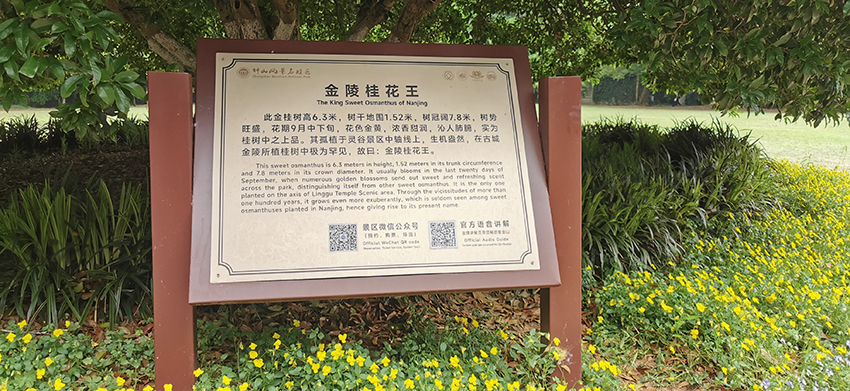 钟山风景名胜区
Zhongshan Mountain National Park
金陵桂花王
The King Sweet Osmanthus of Nanjing
此金桂树高6.3米，树干地围1.52米，树冠阔7.8米，树势
旺盛，花期9月中下旬，花色金黄，浓香甜润，沁人肺腑，实为
桂树中之上品。其孤植于灵谷景区中轴线上，生机盎然，在古城
金陵所植桂树中极为罕见，故曰：金陵桂花王。
This sweet osmanthus is 6.3 meters in height, 1.52 meters in its trunk circumference
and 7.8 meters in its crown diameter. It usually blooms in the last twenty days of
September, when numerous golden blossoms send out sweet and refreshing scent
across the park, distinguishing itself from other sweet osmanthus. It is the only one
planted on the axis of Linggu Temple Scenic area. Through the vicissitudes of more than
one hundred years, it grows even more exuberantly, which is seldom seen among sweet
osmanthuses planted in Nanjing, hence giving rise to its present name.
景区微信公众号
（预约、购票、导览）
Official WeChat QR code
官方语音讲解
Official Audio Guide